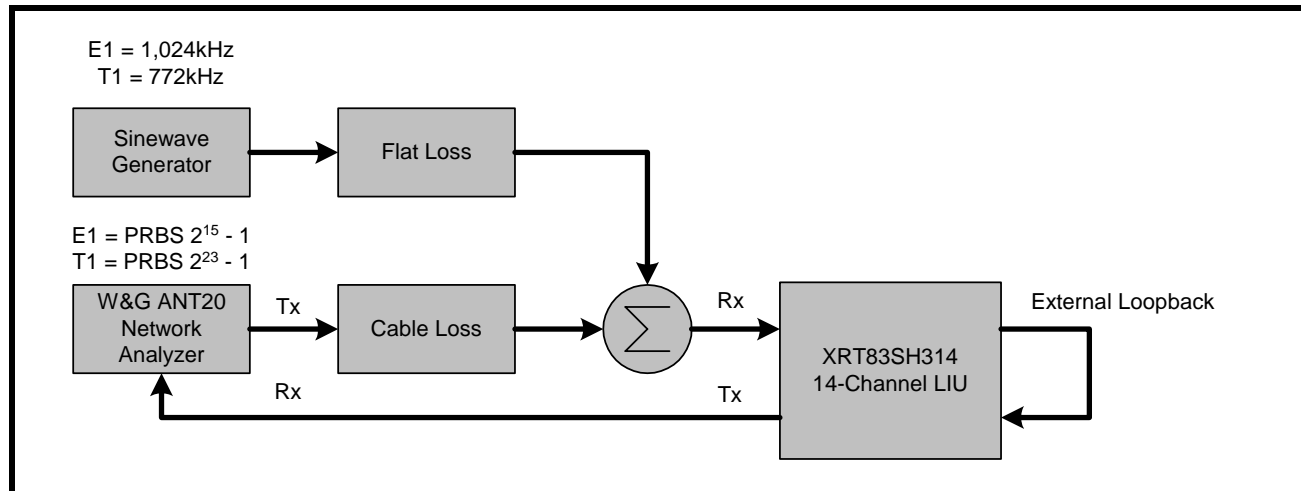 E1 = 1,024kHz
T1 = 772kHz
Sinewave
Generator
Flat Loss
E1 = PRBS 2¹⁵ - 1
T1 = PRBS 2²³ - 1
W&G ANT20
Network
Analyzer
Tx
Cable Loss
∑
Rx
XRT83SH314
14-Channel LIU
External Loopback
Rx
Tx